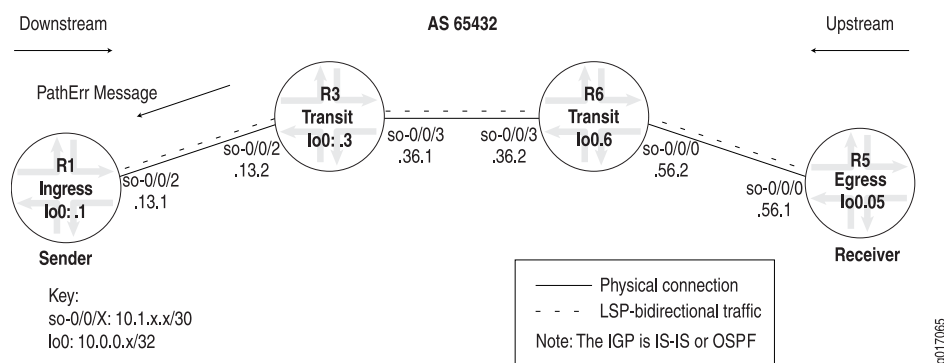 Downstream
AS 65432
Upstream
PathErr Message
R3
Transit
lo0: .3
R6
Transit
lo0.6
R1
Ingress
lo0: .1
so-0/0/2
.13.1
so-0/0/2
.13.2
so-0/0/3
.36.1
so-0/0/3
.36.2
so-0/0/0
.56.2
so-0/0/0
.56.1
R5
Egress
lo0.05
Sender
Receiver
Key:
so-0/0/X: 10.1.x.x/30
lo0: 10.0.0.x/32
Physical connection
LSP-bidirectional traffic
Note: The IGP is IS-IS or OSPF
g017065